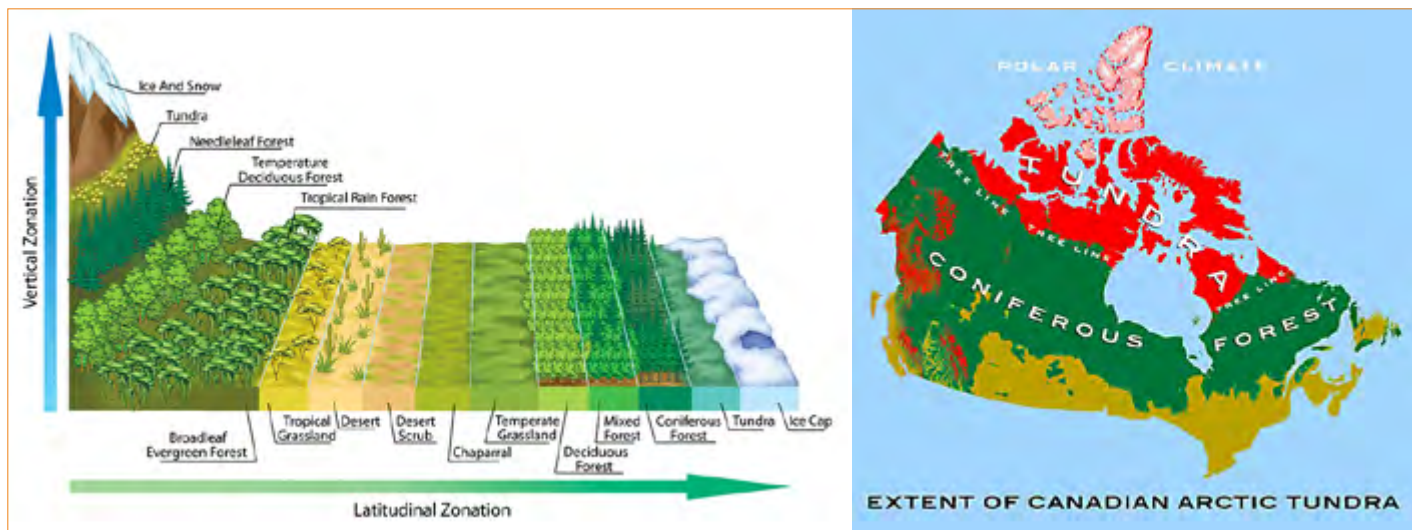 Vertical Zonation
Ice And Snow
Tundra
Needleleaf Forest
Temperature
Deciduous Forest
Tropical Rain Forest
Broadleaf
Evergreen Forest
Tropical
Grassland
Desert
Desert
Scrub
Chaparral
Temperate
Grassland
Deciduous
Forest
Mixed
Forest
Coniferous
Forest
Tundra
Ice Cap
Latitudinal Zonation
POLAR CLIMATE
TUNDRA
TREE LINE
TREE LINE
TREE LINE
CONIFEROUS FOREST
EXTENT OF CANADIAN ARCTIC TUNDRA